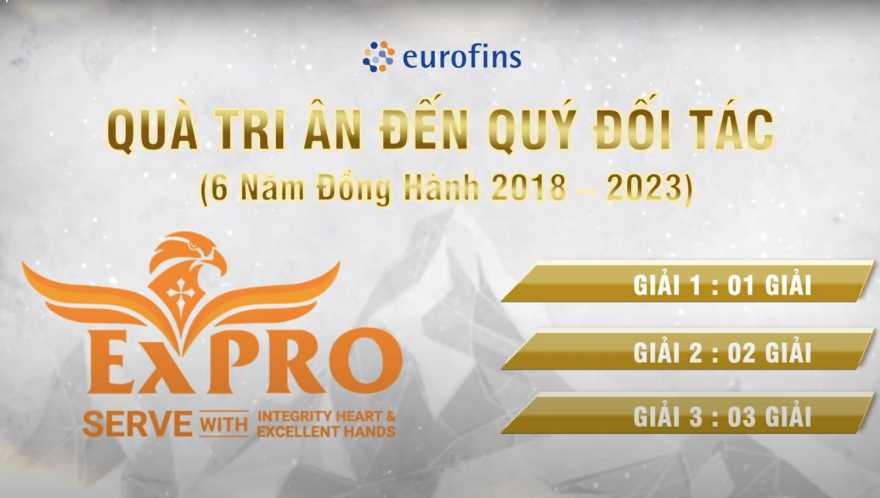 eurofins
QUÀ TRI ÂN ĐẾN QUÝ ĐỐI TÁC
(6 Năm Đồng Hành 2018 – 2023)
EXPRO
SERVE WITH INTEGRITY HEART &
EXCELLENT HANDS
GIẢI 1 : 01 GIẢI
GIẢI 2 : 02 GIẢI
GIẢI 3 : 03 GIẢI